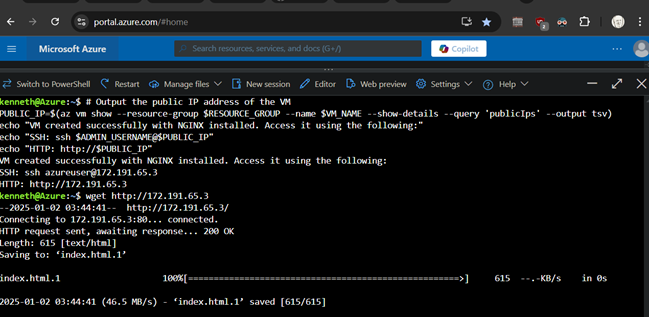 portal.azure.com/#home
2
Microsoft Azure
Search resources, services, and docs (G+/)
Copilot
Switch to PowerShell Restart Manage files New session Editor Web preview Settings Help
kenneth@Azure:~$ # Output the public IP address of the VM
PUBLIC_IP=$(az vm show --resource-group $RESOURCE_GROUP --name $VM_NAME --show-details --query 'publicIps' --output tsv)
echo "VM created successfully with NGINX installed. Access it using the following:"
echo "SSH: ssh $ADMIN_USERNAME@$PUBLIC_IP"
echo "HTTP: http://$PUBLIC_IP"
VM created successfully with NGINX installed. Access it using the following:
SSH: ssh azureuser@172.191.65.3
HTTP: http://172.191.65.3
kenneth@Azure:~$ wget http://172.191.65.3
--2025-01-02 03:44:41-- http://172.191.65.3/
Connecting to 172.191.65.3:80... connected.
HTTP request sent, awaiting response... 200 OK
Length: 615 [text/html]
Saving to: ‘index.html.1’
index.html.1 100%[===================================================>] 615 --.-KB/s in 0s
2025-01-02 03:44:41 (46.5 MB/s) - ‘index.html.1’ saved [615/615]